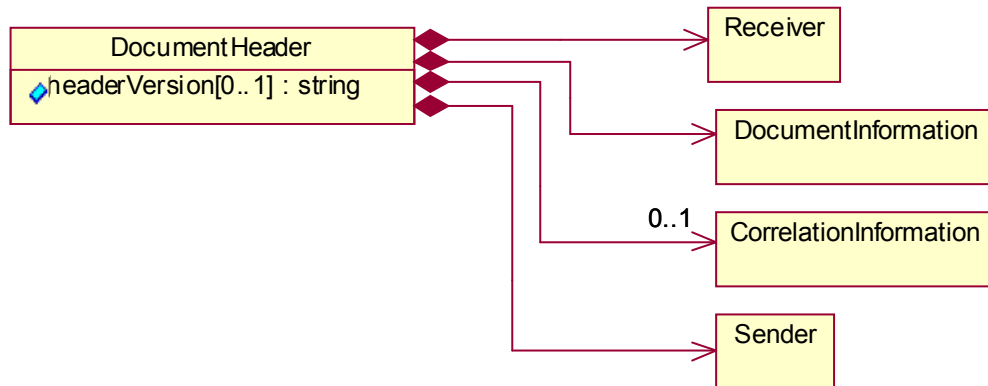 DocumentHeader
headerVersion[0..1] : string
Receiver
DocumentInformation
0..1
CorrelationInformation
Sender